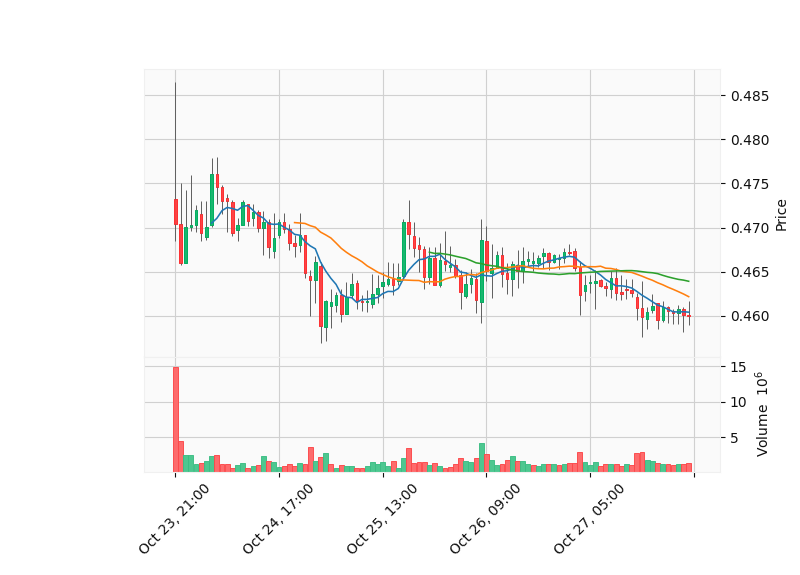 0.485
0.480
0.475
0.470
0.465
0.460
Price
15
10
5
Volume 10^6
Oct 23, 21:00
Oct 24, 17:00
Oct 25, 13:00
Oct 26, 09:00
Oct 27, 05:00